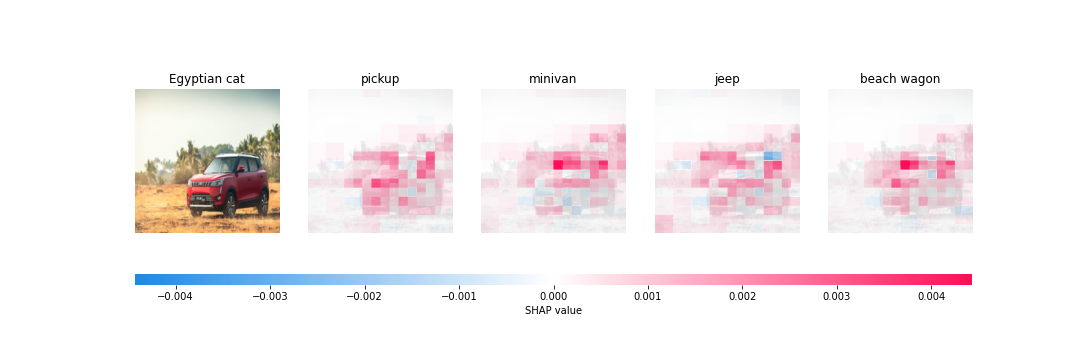 Egyptian cat
pickup
minivan
jeep
beach wagon
−0.004
−0.003
−0.002
−0.001
0.000
0.001
0.002
0.003
0.004
SHAP value